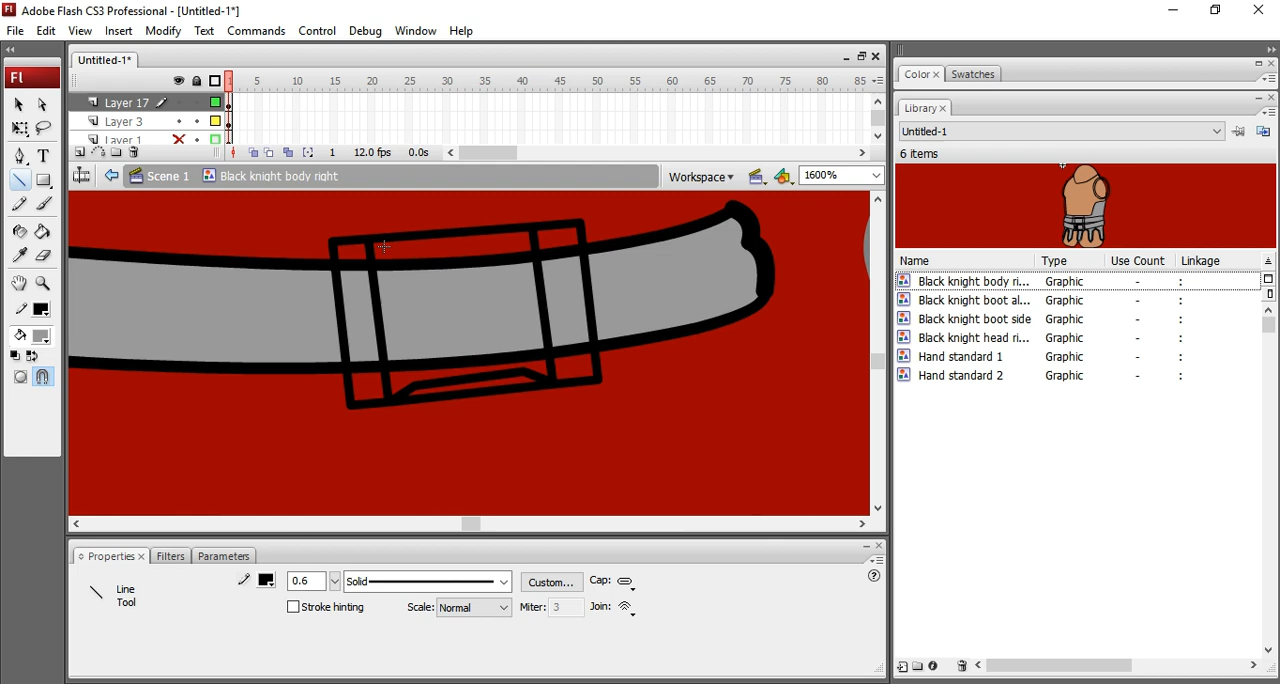 Fl Adobe Flash CS3 Professional - [Untitled-1*]
File Edit View Insert Modify Text Commands Control Debug Window Help
Untitled-1*
Fl
1 5 10 15 20 25 30 35 40 45 50 55 60 65 70 75 80 85
Layer 17
Layer 3
Layer 1
1 12.0 fps 0.0s
Scene 1 Black knight body right Workspace 1600%
Color Swatches
Library
Untitled-1
6 items
Name Type Use Count Linkage
Black knight body ri... Graphic - :
Black knight boot al... Graphic - :
Black knight boot side Graphic - :
Black knight head ri... Graphic - :
Hand standard 1 Graphic - :
Hand standard 2 Graphic - :
Properties Filters Parameters
Line Tool
0.6 Solid Custom... Cap:
Stroke hinting Scale: Normal Miter: 3 Join: